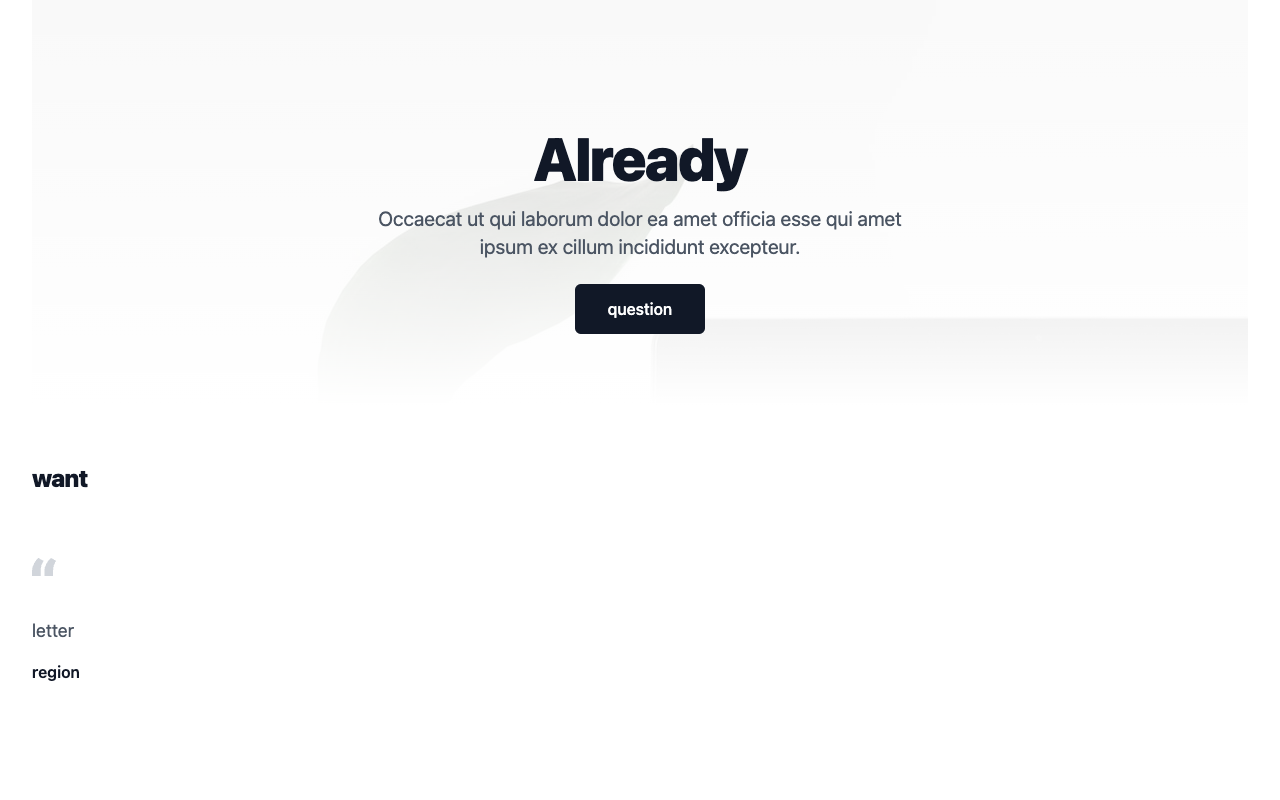 Already
Occaecat ut qui laborum dolor ea amet officia esse qui amet
ipsum ex cillum incididunt excepteur.
question
want
“
letter
region